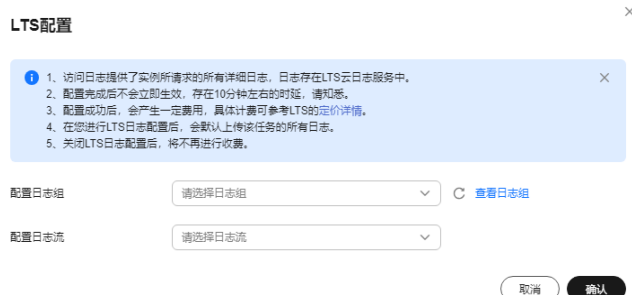 LTS配置
1、访问日志提供了实例所请求的所有详细日志，日志存在LTS云日志服务中。
2、配置完成后不会立即生效，存在10分钟左右的时延，请知悉。
3、配置成功后，会产生一定费用，具体计费可参考LTS的定价详情。
4、在您进行LTS日志配置后，会默认上传该任务的所有日志。
5、关闭LTS日志配置后，将不再进行收费。
配置日志组 请选择日志组 查看日志组
配置日志流 请选择日志流
取消 确认